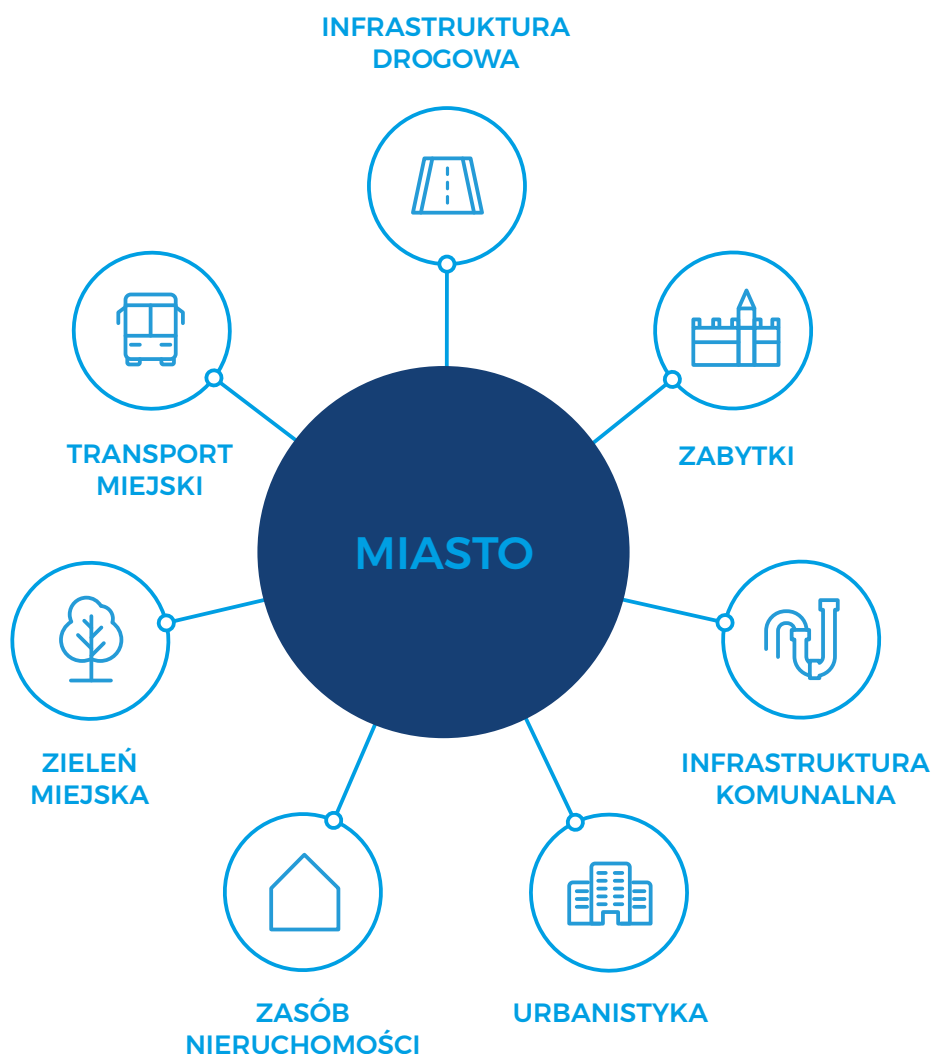 INFRASTRUKTURA
DROGOWA
TRANSPORT
MIEJSKI
ZABYTKI
MIASTO
ZIELEŃ
MIEJSKA
INFRASTRUKTURA
KOMUNALNA
ZASÓB
NIERUCHOMOŚCI
URBANISTYKA